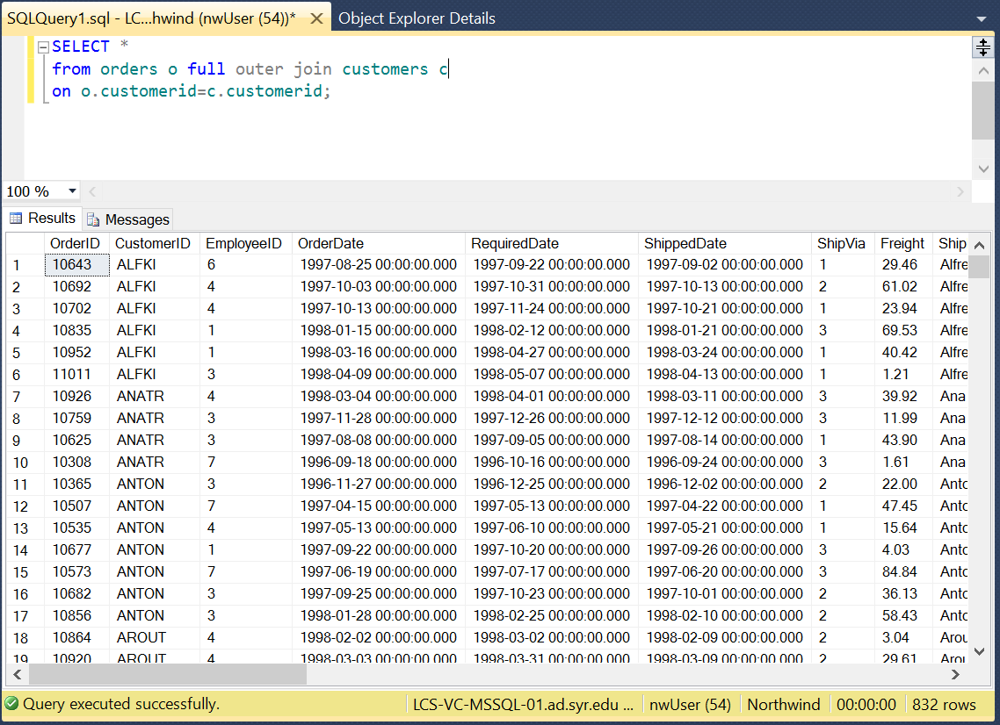 SQLQuery1.sql - LC...hwind (nwUser (54))* Object Explorer Details
SELECT *
from orders o full outer join customers c
on o.customerid=c.customerid;
100 %
Results Messages
OrderID CustomerID EmployeeID OrderDate RequiredDate ShippedDate ShipVia Freight Ship
1 10643 ALFKI 6 1997-08-25 00:00:00.000 1997-09-22 00:00:00.000 1997-09-02 00:00:00.000 1 29.46 Alfre
2 10692 ALFKI 4 1997-10-03 00:00:00.000 1997-10-31 00:00:00.000 1997-10-13 00:00:00.000 2 61.02 Alfre
3 10702 ALFKI 4 1997-10-13 00:00:00.000 1997-11-24 00:00:00.000 1997-10-21 00:00:00.000 1 23.94 Alfre
4 10835 ALFKI 1 1998-01-15 00:00:00.000 1998-02-12 00:00:00.000 1998-01-21 00:00:00.000 3 69.53 Alfre
5 10952 ALFKI 1 1998-03-16 00:00:00.000 1998-04-27 00:00:00.000 1998-03-24 00:00:00.000 1 40.42 Alfre
6 11011 ALFKI 3 1998-04-09 00:00:00.000 1998-05-07 00:00:00.000 1998-04-13 00:00:00.000 1 1.21 Alfre
7 10926 ANATR 4 1998-03-04 00:00:00.000 1998-04-01 00:00:00.000 1998-03-11 00:00:00.000 3 39.92 Ana
8 10759 ANATR 3 1997-11-28 00:00:00.000 1997-12-26 00:00:00.000 1997-12-12 00:00:00.000 3 11.99 Ana
9 10625 ANATR 3 1997-08-08 00:00:00.000 1997-09-05 00:00:00.000 1997-08-14 00:00:00.000 1 43.90 Ana
10 10308 ANATR 7 1996-09-18 00:00:00.000 1996-10-16 00:00:00.000 1996-09-24 00:00:00.000 3 1.61 Ana
11 10365 ANTON 3 1996-11-27 00:00:00.000 1996-12-25 00:00:00.000 1996-12-02 00:00:00.000 2 22.00 Antc
12 10507 ANTON 7 1997-04-15 00:00:00.000 1997-05-13 00:00:00.000 1997-04-22 00:00:00.000 1 47.45 Antc
13 10535 ANTON 4 1997-05-13 00:00:00.000 1997-06-10 00:00:00.000 1997-05-21 00:00:00.000 1 15.64 Antc
14 10677 ANTON 1 1997-09-22 00:00:00.000 1997-10-20 00:00:00.000 1997-09-26 00:00:00.000 3 4.03 Antc
15 10573 ANTON 7 1997-06-19 00:00:00.000 1997-07-17 00:00:00.000 1997-06-20 00:00:00.000 3 84.84 Antc
16 10682 ANTON 3 1997-09-25 00:00:00.000 1997-10-23 00:00:00.000 1997-10-01 00:00:00.000 2 36.13 Antc
17 10856 ANTON 3 1998-01-28 00:00:00.000 1998-02-25 00:00:00.000 1998-02-10 00:00:00.000 2 58.43 Antc
18 10864 AROUT 4 1998-02-02 00:00:00.000 1998-03-02 00:00:00.000 1998-02-09 00:00:00.000 2 3.04 Arou
19 10920 AROUT 4 1998-03-03 00:00:00.000 1998-03-31 00:00:00.000 1998-03-09 00:00:00.000 2 29.61 Arou
Query executed successfully. LCS-VC-MSSQL-01.ad.syr.edu ... nwUser (54) Northwind 00:00:00 832 rows